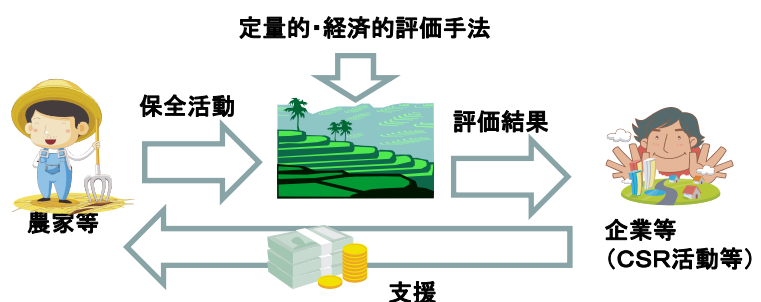 定量的・経済的評価手法
保全活動
評価結果
農家等
企業等
（CSR活動等）
支援